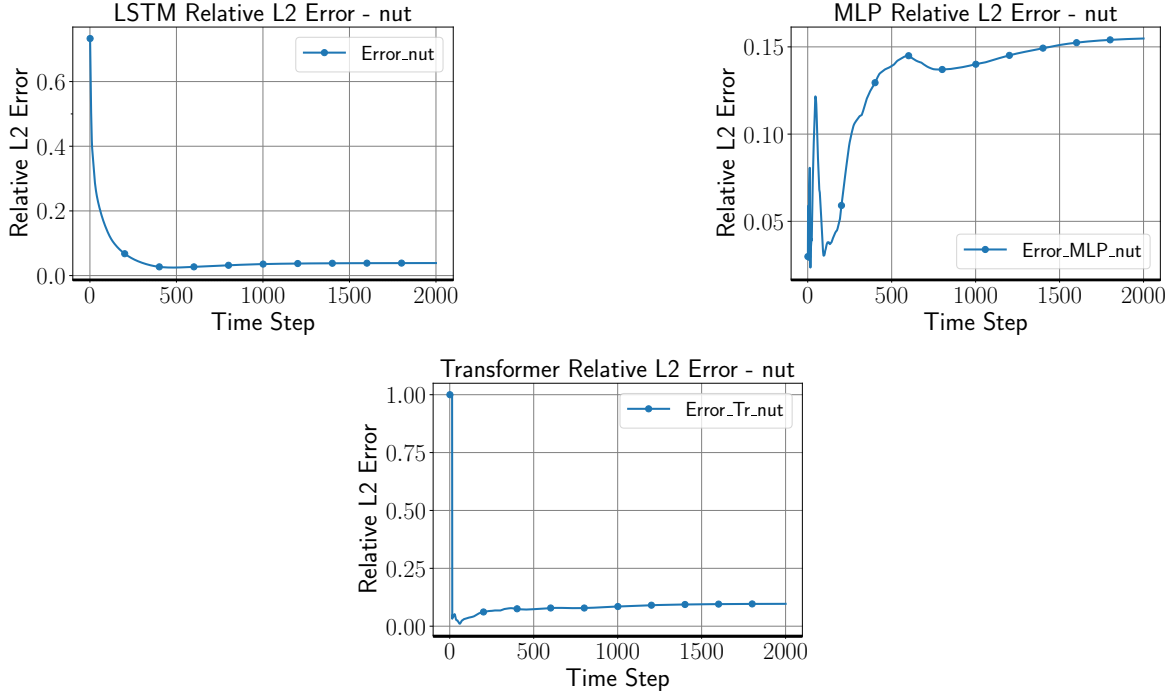 LSTM Relative L2 Error - nut
Error_nut
Relative L2 Error
0.6
0.4
0.2
0.0
0 500 1000 1500 2000
Time Step
MLP Relative L2 Error - nut
Error_MLP_nut
Relative L2 Error
0.15
0.10
0.05
0 500 1000 1500 2000
Time Step
Transformer Relative L2 Error - nut
Error_Tr_nut
Relative L2 Error
1.00
0.75
0.50
0.25
0.00
0 500 1000 1500 2000
Time Step